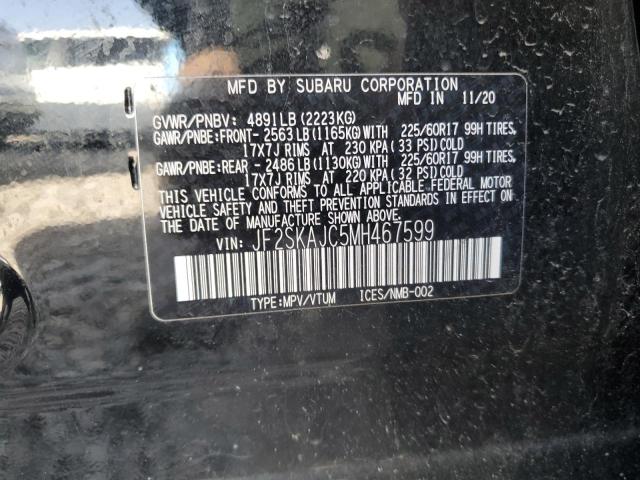 MFD BY SUBARU CORPORATION
MFD IN 11/20
GVWR/PNBV: 4891LB(2223KG)
GAWR/PNBE:FRONT-2563LB(1165KG)WITH 225/60R17 99H TIRES,
17X7J RIMS AT 230 KPA(33 PSI)COLD
GAWR/PNBE:REAR -2486LB(1130KG)WITH 225/60R17 99H TIRES,
17X7J RIMS AT 220 KPA(32 PSI)COLD
THIS VEHICLE CONFORMS TO ALL APPLICABLE FEDERAL MOTOR
VEHICLE SAFETY AND THEFT PREVENTION STANDARDS IN EFFECT ON
THE DATE OF MANUFACTURE SHOWN ABOVE.
VIN: JF2SKAJC5MH467599
TYPE:MPV/VTUM ICES/NMB-002